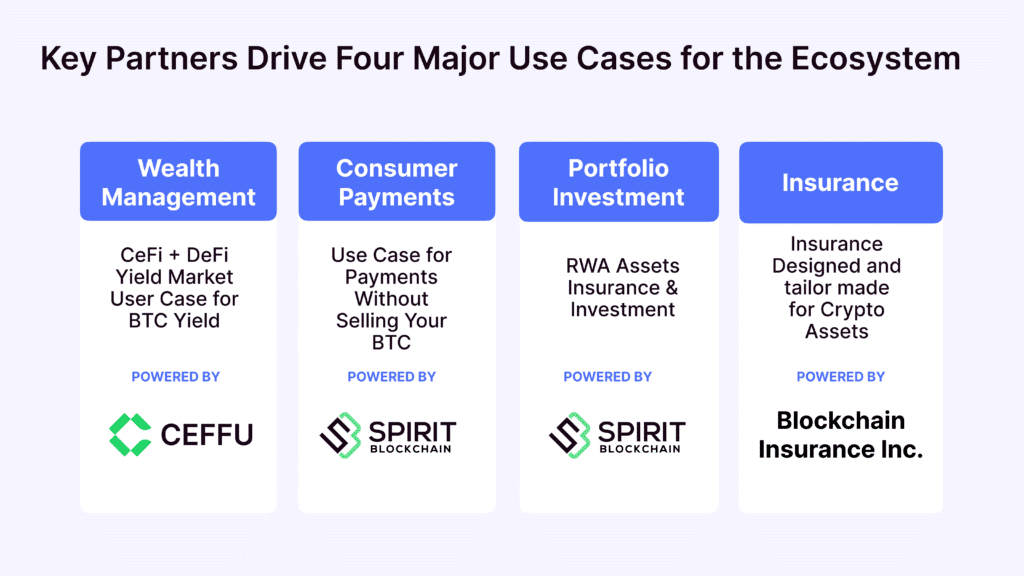 Key Partners Drive Four Major Use Cases for the Ecosystem
Wealth
Management
CeFi + DeFi
Yield Market
User Case for
BTC Yield
POWERED BY
CEFFU
Consumer
Payments
Use Case for
Payments
Without
Selling Your
BTC
POWERED BY
SPIRIT
BLOCKCHAIN
Portfolio
Investment
RWA Assets
Insurance &
Investment
POWERED BY
SPIRIT
BLOCKCHAIN
Insurance
Insurance
Designed and
tailor made
for Crypto
Assets
POWERED BY
Blockchain
Insurance Inc.